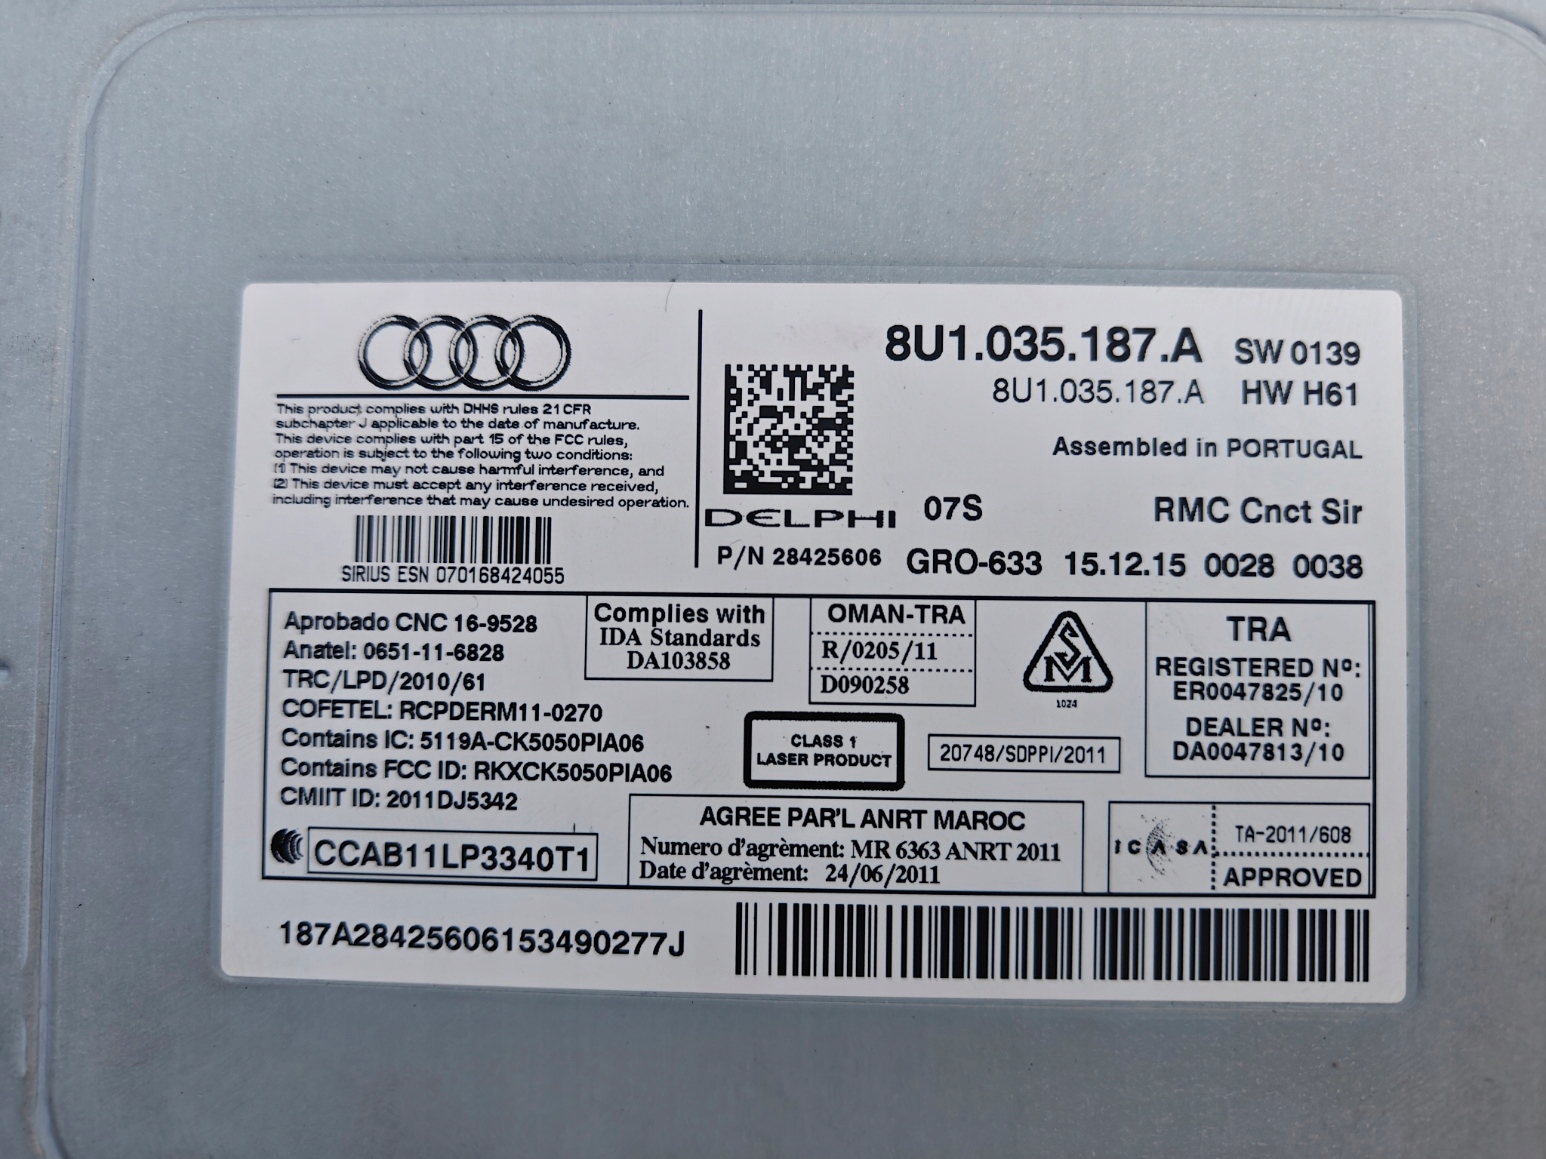 8U1.035.187.A SW 0139
8U1.035.187.A HW H61
Assembled in PORTUGAL
This product complies with DHHS rules 21 CFR
subchapter J applicable to the date of manufacture.
This device complies with part 15 of the FCC rules,
operation is subject to the following two conditions:
(1) This device may not cause harmful interference, and
(2) This device must accept any interference received,
including interference that may cause undesired operation.
SIRIUS ESN 070168424055
DELPHI 07S RMC Cnct Sir
P/N 28425606 GRO-633 15.12.15 0028 0038
Aprobado CNC 16-9528
Anatel: 0651-11-6828
TRC/LPD/2010/61
COFETEL: RCPDERM11-0270
Contains IC: 5119A-CK5050PIA06
Contains FCC ID: RKXCK5050PIA06
CMIIT ID: 2011DJ5342
CCAB11LP3340T1
Complies with
IDA Standards
DA103858
OMAN-TRA
R/0205/11
D090258
SM
1024
TRA
REGISTERED Nº:
ER0047825/10
DEALER Nº:
DA0047813/10
CLASS 1
LASER PRODUCT
20748/SDPPI/2011
AGREE PAR'L ANRT MAROC
Numero d'agrèment: MR 6363 ANRT 2011
Date d'agrèment: 24/06/2011
ICASA
TA-2011/608
APPROVED
187A28425606153490277J